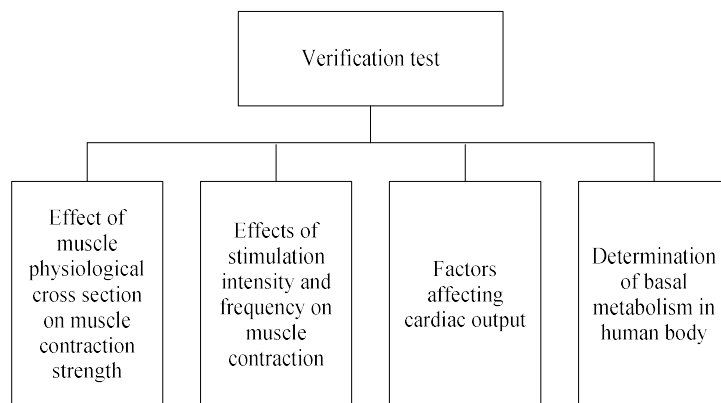 Verification test
Effect of
muscle
physiological
cross section
on muscle
contraction
strength
Effects of
stimulation
intensity and
frequency on
muscle
contraction
Factors
affecting
cardiac output
Determination
of basal
metabolism in
human body